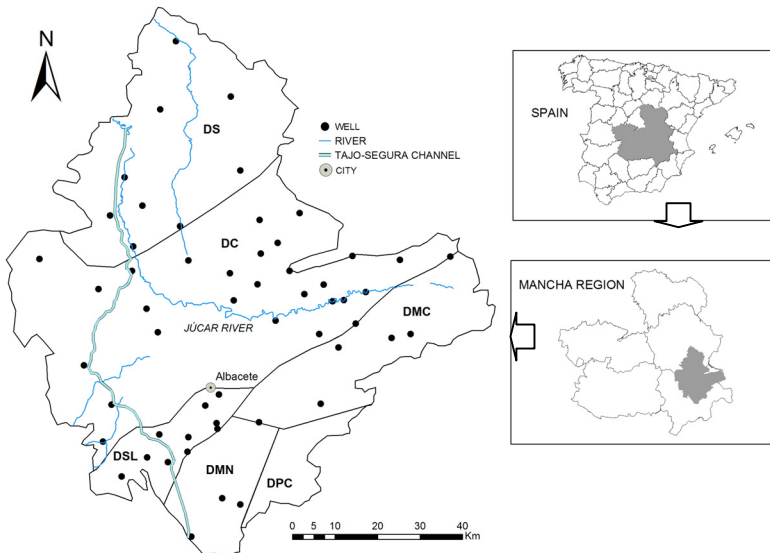 N
DS
WELL
RIVER
TAJO-SEGURA CHANNEL
CITY
DC
DMC
JÚCAR RIVER
Albacete
DSL
DMN
DPC
0 5 10 20 30 40
Km
SPAIN
MANCHA REGION